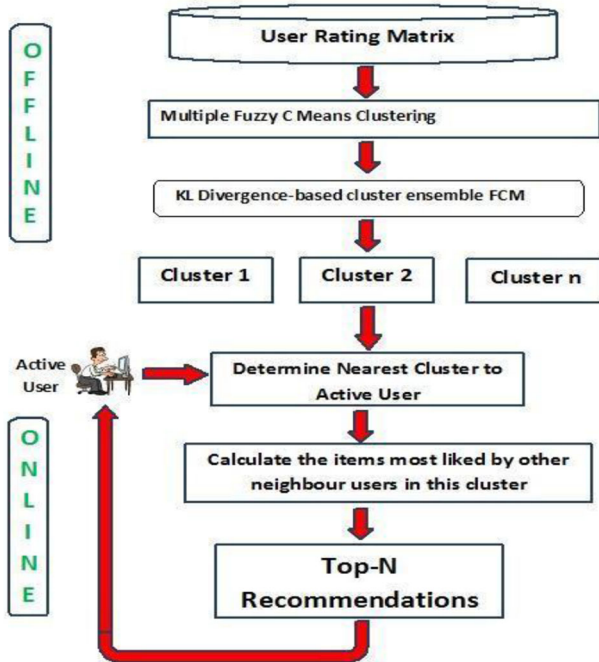 OFFLINE
User Rating Matrix
Multiple Fuzzy C Means Clustering
KL Divergence-based cluster ensemble FCM
Cluster 1
Cluster 2
Cluster n
Active
User
Determine Nearest Cluster to
Active User
ONLINE
Calculate the items most liked by other
neighbour users in this cluster
Top-N
Recommendations